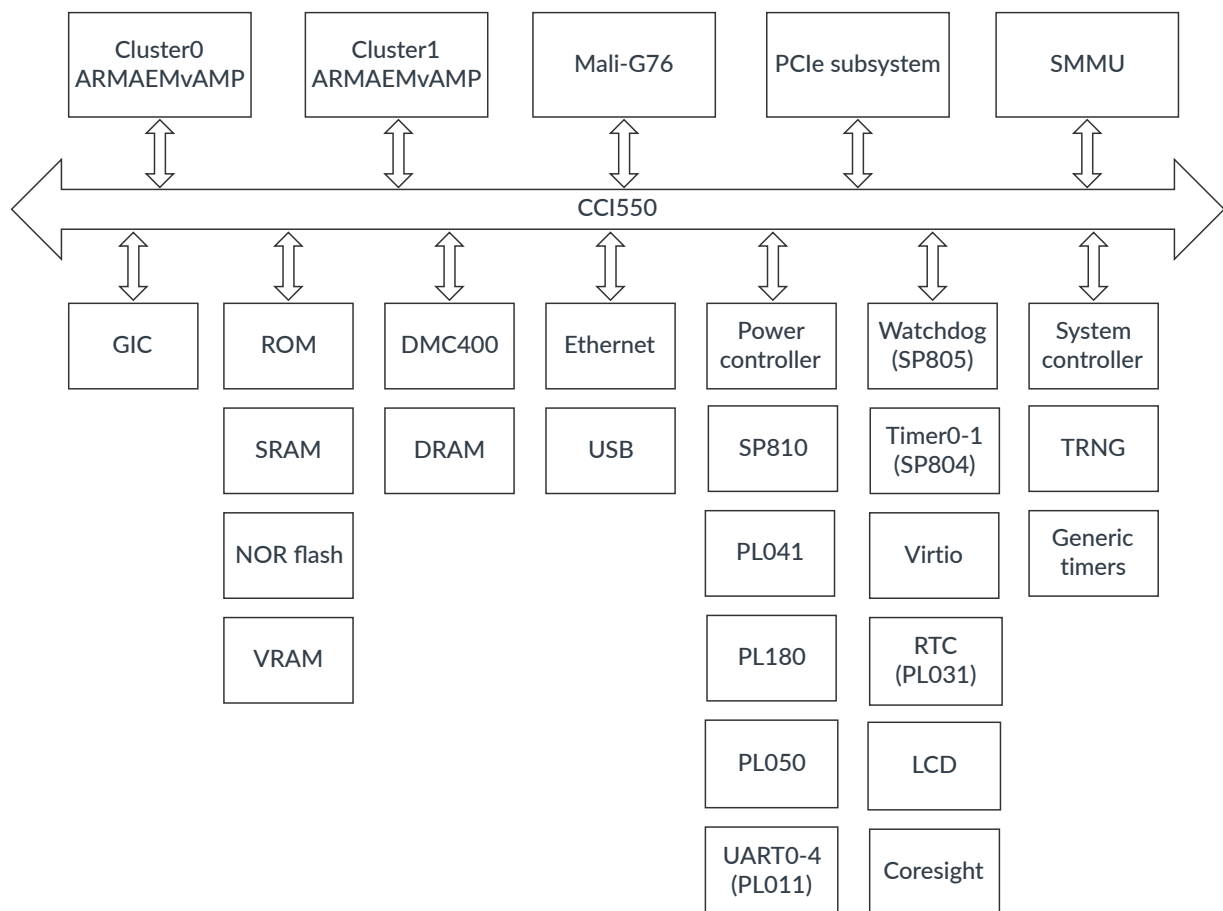 Cluster0
ARMAEMvAMP
Cluster1
ARMAEMvAMP
Mali-G76
PCIe subsystem
SMMU
CCI550
GIC
ROM
DMC400
Ethernet
Power
controller
Watchdog
(SP805)
System
controller
SRAM
DRAM
USB
SP810
Timer0-1
(SP804)
TRNG
NOR flash
PL041
Virtio
Generic
timers
VRAM
PL180
RTC
(PL031)
PL050
LCD
UART0-4
(PL011)
Coresight